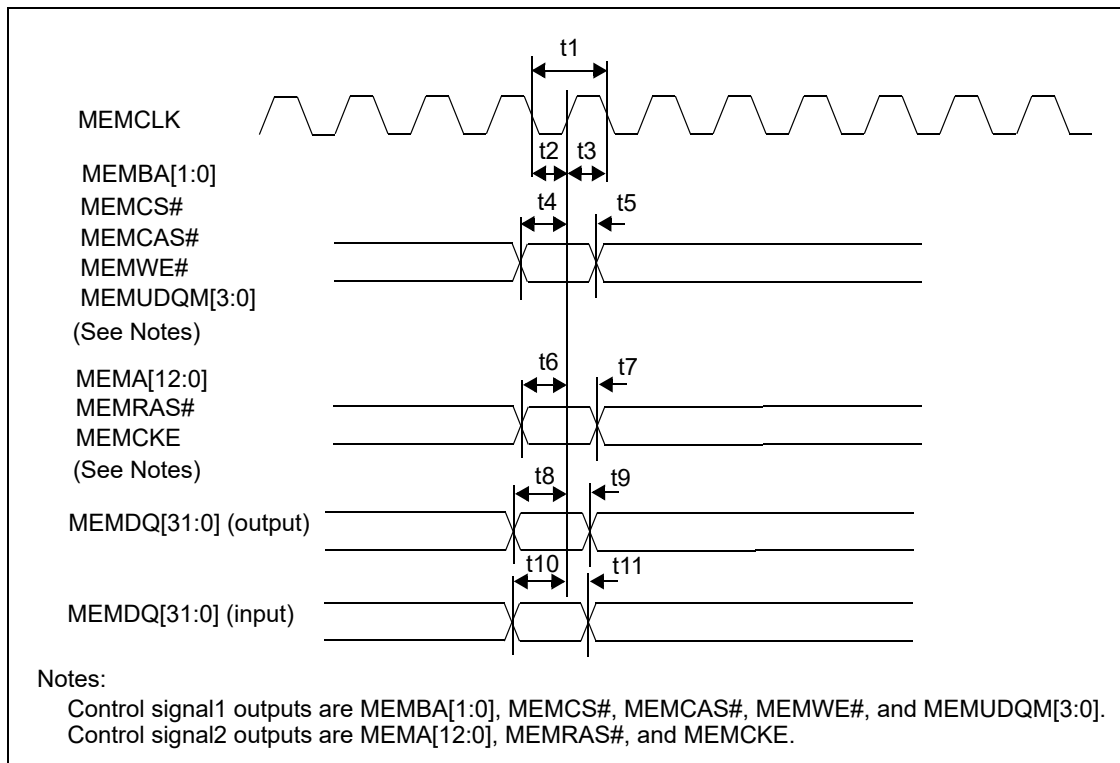 t1
MEMCLK
t2
t3
MEMBA[1:0]
MEMCS#
t4
t5
MEMCAS#
MEMWE#
MEMUDQM[3:0]
(See Notes)
t6
t7
MEMA[12:0]
MEMRAS#
MEMCKE
(See Notes)
t8
t9
MEMDQ[31:0] (output)
t10
t11
MEMDQ[31:0] (input)
Notes:
Control signal1 outputs are MEMBA[1:0], MEMCS#, MEMCAS#, MEMWE#, and MEMUDQM[3:0].
Control signal2 outputs are MEMA[12:0], MEMRAS#, and MEMCKE.